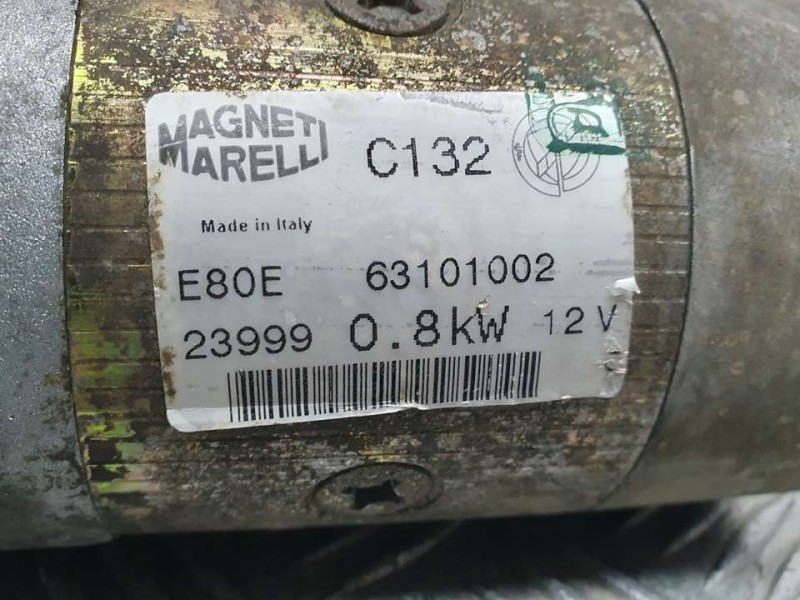 MAGNETI
MARELLI
C132
Made in Italy
E80E 63101002
23999 0.8kW 12V